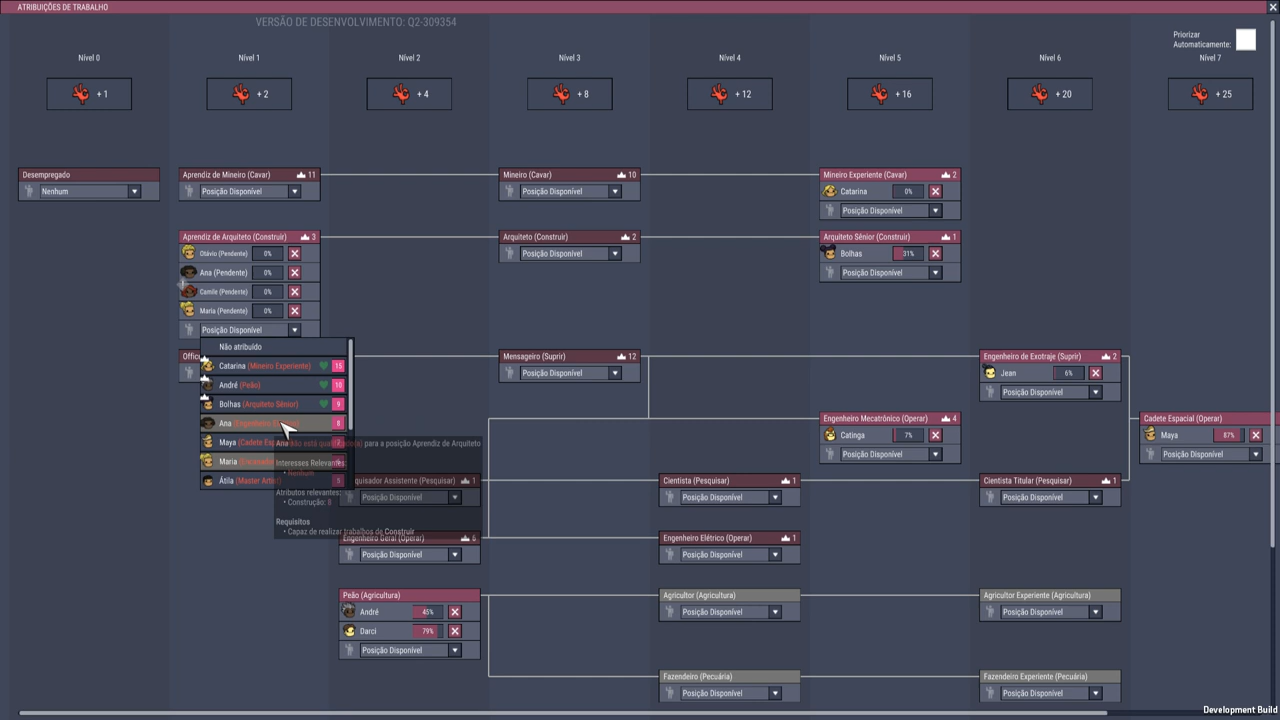 ATRIBUIÇÕES DE TRABALHO
VERSÃO DE DESENVOLVIMENTO: Q2-309354
Priorizar
Automaticamente:
Nível 0
Nível 1
Nível 2
Nível 3
Nível 4
Nível 5
Nível 6
Nível 7
+ 1
+ 2
+ 4
+ 8
+ 12
+ 16
+ 20
+ 25
Desempregado
Nenhum
Aprendiz de Mineiro (Cavar) 11
Posição Disponível
Mineiro (Cavar) 10
Posição Disponível
Mineiro Experiente (Cavar) 2
Catarina 0%
Posição Disponível
Aprendiz de Arquiteto (Construir) 3
Otávio (Pendente) 0%
Ana (Pendente) 0%
Camile (Pendente) 0%
Maria (Pendente) 0%
Posição Disponível
Arquiteto (Construir) 2
Posição Disponível
Arquiteto Sênior (Construir) 1
Bolhas 31%
Posição Disponível
Não atribuído
Catarina (Mineiro Experiente) 15
André (Peão) 10
Bolhas (Arquiteto Sênior) 9
Ana 8
Maya (Cadete
Maria
Átila (Master
Ana não está para a posição Aprendiz de Arquiteto
Interesses Relevantes:
• Nenhum
Atributos relevantes:
• Construção: 8
Requisitos
• Capaz de realizar trabalhos de Construir
Mensageiro (Suprir) 12
Posição Disponível
Engenheiro de Exotraje (Suprir) 2
Jean 6%
Posição Disponível
Engenheiro Mecatrônico (Operar) 4
Catinga 7%
Posição Disponível
Cadete Espacial (Operar)
Maya 87%
Posição Disponível
Assistente (Pesquisar) 1
Posição Disponível
Cientista (Pesquisar) 1
Posição Disponível
Cientista Titular (Pesquisar) 1
Posição Disponível
Engenheiro Geral (Operar) 6
Posição Disponível
Engenheiro Elétrico (Operar) 1
Posição Disponível
Peão (Agricultura)
André 45%
Darci 79%
Posição Disponível
Agricultor (Agricultura)
Posição Disponível
Agricultor Experiente (Agricultura)
Posição Disponível
Fazendeiro (Pecuária)
Posição Disponível
Fazendeiro Experiente (Pecuária)
Posição Disponível
Development Build